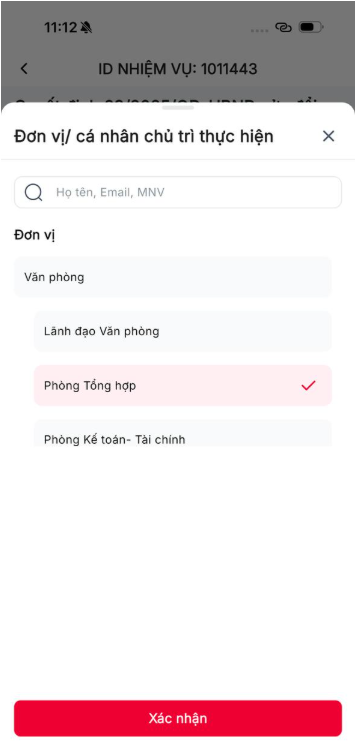 11:12
ID NHIỆM VỤ: 1011443
Đơn vị/ cá nhân chủ trì thực hiện
Họ tên, Email, MNV
Đơn vị
Văn phòng
Lãnh đạo Văn phòng
Phòng Tổng hợp
Phòng Kế toán- Tài chính
Xác nhận